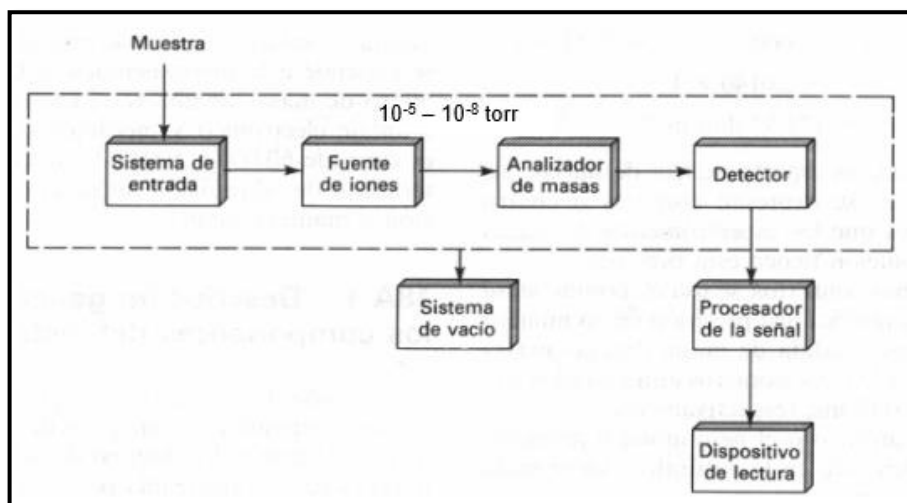 Muestra
10⁻⁵ – 10⁻⁸ torr
Sistema de
entrada
Fuente
de iones
Analizador
de masas
Detector
Sistema
de vacío
Procesador
de la señal
Dispositivo
de lectura